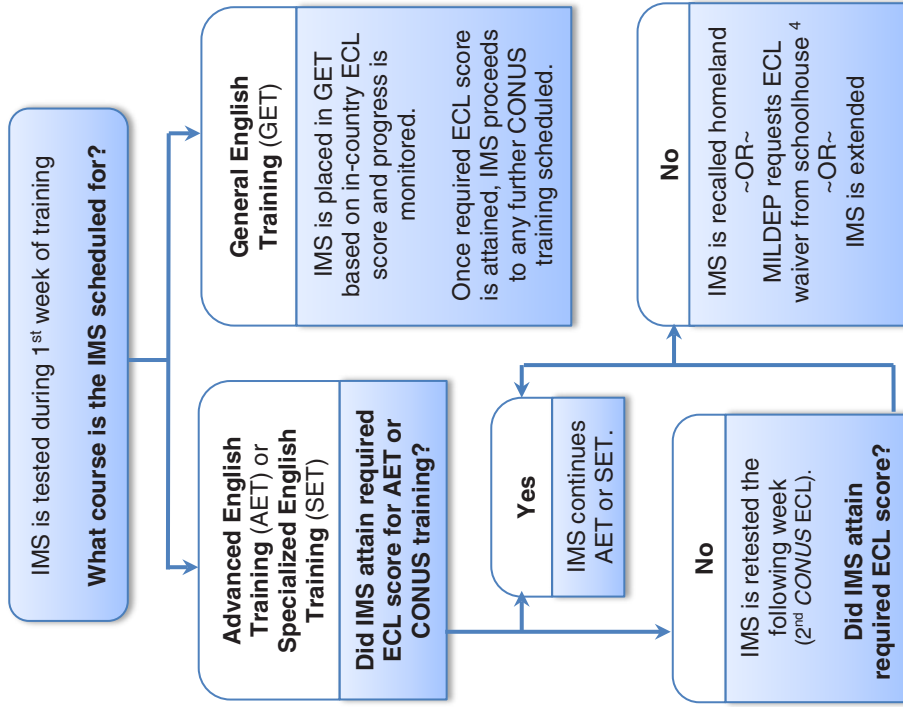 IMS is tested during 1st week of training
What course is the IMS scheduled for?
Advanced English
Training (AET) or
Specialized English
Training (SET)
Did IMS attain required
ECL score for AET or
CONUS training?
General English
Training (GET)
IMS is placed in GET
based on in-country ECL
score and progress is
monitored.
Once required ECL score
is attained, IMS proceeds
to any further CONUS
training scheduled.
Yes
IMS continues
AET or SET.
No
IMS is retested the
following week
(2nd CONUS ECL).
Did IMS attain
required ECL score?
No
IMS is recalled homeland
~OR~
MILDEP requests ECL
waiver from schoolhouse 4
~OR~
IMS is extended